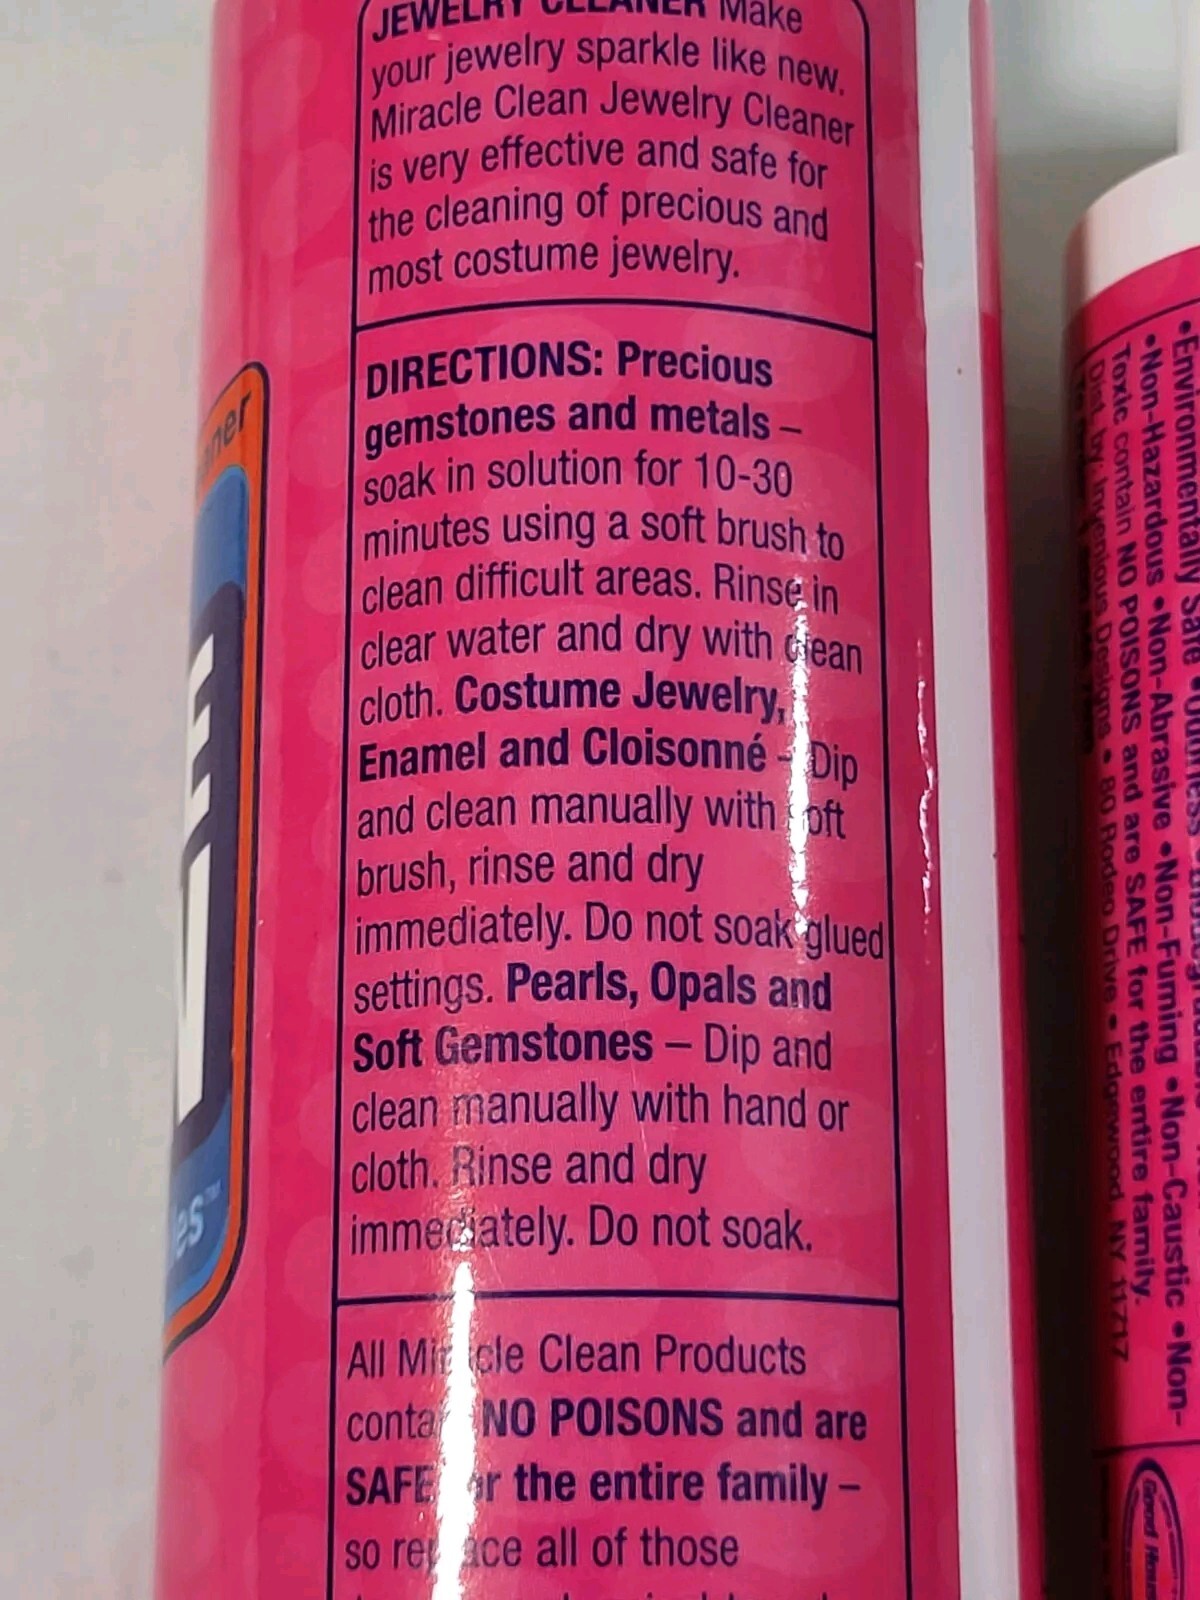 JEWELRY CLEANER Make
your jewelry sparkle like new.
Miracle Clean Jewelry Cleaner
is very effective and safe for
the cleaning of precious and
most costume jewelry.
DIRECTIONS: Precious
gemstones and metals –
soak in solution for 10-30
minutes using a soft brush to
clean difficult areas. Rinse in
clear water and dry with clean
cloth. Costume Jewelry,
Enamel and Cloisonné – Dip
and clean manually with soft
brush, rinse and dry
immediately. Do not soak glued
settings. Pearls, Opals and
Soft Gemstones – Dip and
clean manually with hand or
cloth. Rinse and dry
immediately. Do not soak.
All Miracle Clean Products
contain NO POISONS and are
SAFE for the entire family –
so replace all of those
•Environmentally Safe •
•Non-Hazardous •Non-Abrasive •Non-Fuming •Non-Caustic •Non-
Toxic contain NO POISONS and are SAFE for the entire family.
Dist. by: Ingenious Designs • 80 Rodeo Drive • Edgewood, NY 11717
Good